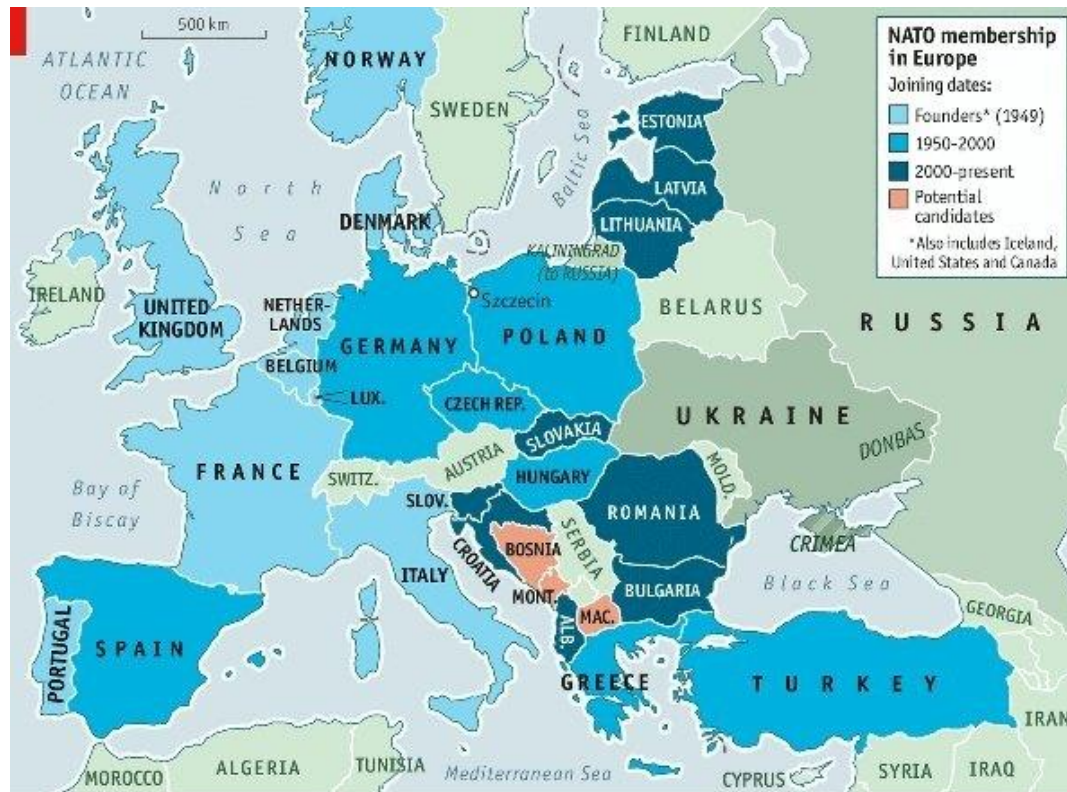 500 km
ATLANTIC
OCEAN
NORWAY
FINLAND
SWEDEN
NATO membership
in Europe
Joining dates:
Founders* (1949)
1950-2000
2000-present
Potential
candidates
*Also includes Iceland,
United States and Canada
North
Sea
Baltic Sea
ESTONIA
LATVIA
LITHUANIA
DENMARK
KALININGRAD
(to RUSSIA)
IRELAND
UNITED
KINGDOM
NETHER-
LANDS
Szczecin
BELARUS
RUSSIA
GERMANY
POLAND
BELGIUM
LUX.
CZECH REP.
UKRAINE
DONBAS
SLOVAKIA
FRANCE
SWITZ.
AUSTRIA
HUNGARY
MOLD.
Bay of
Biscay
SLOV.
ROMANIA
CROATIA
BOSNIA
SERBIA
CRIMEA
ITALY
MONT.
BULGARIA
Black Sea
MAC.
ALB.
GEORGIA
PORTUGAL
SPAIN
GREECE
TURKEY
IRAN
MOROCCO
ALGERIA
TUNISIA
Mediterranean Sea
CYPRUS
SYRIA
IRAQ